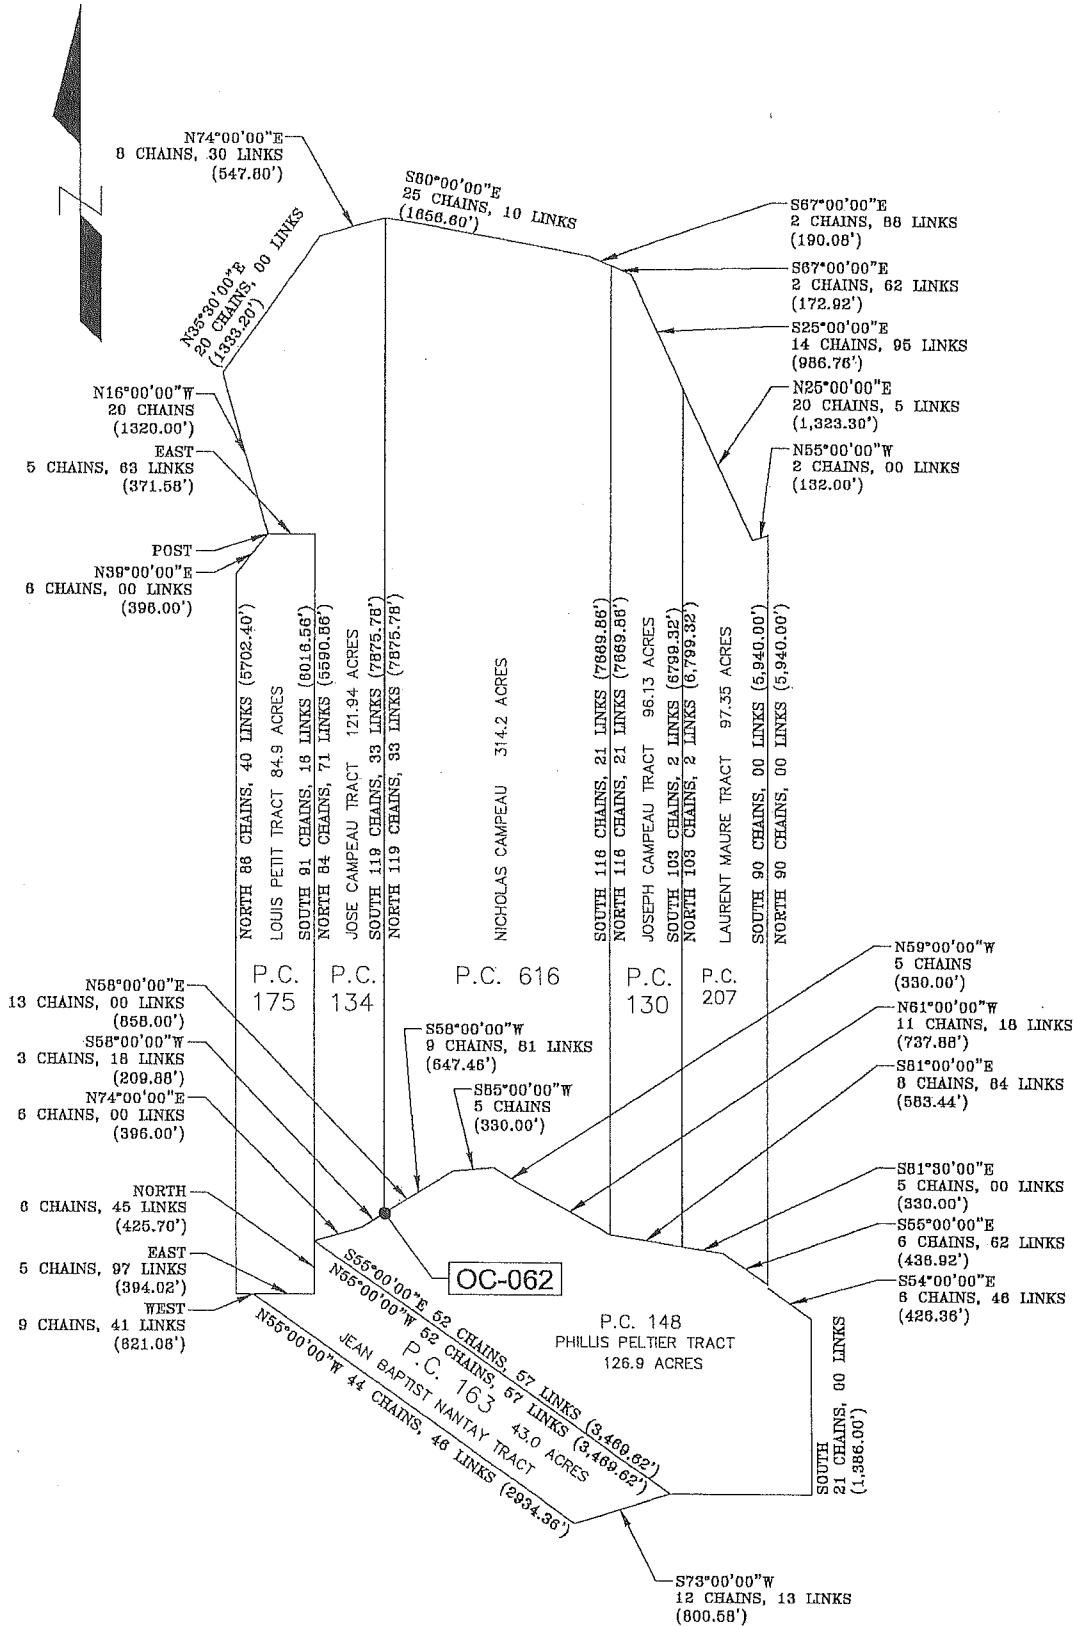 N74°00'00"E
8 CHAINS, 30 LINKS
(547.80')
S80°00'00"E
25 CHAINS, 10 LINKS
(1656.60')
S67°00'00"E
2 CHAINS, 88 LINKS
(190.08')
S67°00'00"E
2 CHAINS, 62 LINKS
(172.92')
S25°00'00"E
14 CHAINS, 95 LINKS
(986.76')
N25°00'00"E
20 CHAINS, 5 LINKS
(1,323.30')
N55°00'00"W
2 CHAINS, 00 LINKS
(132.00')
N35°30'00"E
20 CHAINS, 00 LINKS
(1333.20')
N16°00'00"W
20 CHAINS
(1320.00')
EAST
5 CHAINS, 63 LINKS
(371.58')
POST
N39°00'00"E
6 CHAINS, 00 LINKS
(396.00')
NORTH 86 CHAINS, 40 LINKS (5702.40')
LOUIS PETIT TRACT 84.9 ACRES
SOUTH 91 CHAINS, 16 LINKS (6016.56')
NORTH 84 CHAINS, 71 LINKS (5590.86')
JOSE CAMPEAU TRACT 121.94 ACRES
SOUTH 119 CHAINS, 33 LINKS (7875.78')
NORTH 119 CHAINS, 33 LINKS (7875.78')
NICHOLAS CAMPEAU 314.2 ACRES
SOUTH 116 CHAINS, 21 LINKS (7669.86')
NORTH 116 CHAINS, 21 LINKS (7669.86')
JOSEPH CAMPEAU TRACT 96.13 ACRES
SOUTH 103 CHAINS, 2 LINKS (6799.32')
NORTH 103 CHAINS, 2 LINKS (6,799.32')
LAURENT MAURE TRACT 97.35 ACRES
SOUTH 90 CHAINS, 00 LINKS (5,940.00')
NORTH 90 CHAINS, 00 LINKS (5,940.00')
P.C.
175
P.C.
134
P.C. 616
P.C.
130
P.C.
207
N58°00'00"E
13 CHAINS, 00 LINKS
(858.00')
S58°00'00"W
3 CHAINS, 18 LINKS
(209.88')
N74°00'00"E
6 CHAINS, 00 LINKS
(396.00')
NORTH
6 CHAINS, 45 LINKS
(425.70')
EAST
5 CHAINS, 97 LINKS
(394.02')
WEST
9 CHAINS, 41 LINKS
(621.06')
S58°00'00"W
9 CHAINS, 81 LINKS
(647.46')
S85°00'00"W
5 CHAINS
(330.00')
N59°00'00"W
5 CHAINS
(330.00')
N61°00'00"W
11 CHAINS, 18 LINKS
(737.88')
S81°00'00"E
8 CHAINS, 84 LINKS
(583.44')
S81°30'00"E
5 CHAINS, 00 LINKS
(330.00')
S55°00'00"E
6 CHAINS, 62 LINKS
(436.92')
S54°00'00"E
6 CHAINS, 46 LINKS
(426.36')
OC-062
S55°00'00"E 52 CHAINS, 57 LINKS (3,469.62')
N55°00'00"W 52 CHAINS, 57 LINKS (3,469.62')
P.C. 163 43.0 ACRES
JEAN BAPTIST NANTAY TRACT
N55°00'00"W 44 CHAINS, 46 LINKS (2934.36')
P.C. 148
PHILLIS PELTIER TRACT
126.9 ACRES
SOUTH
21 CHAINS, 00 LINKS
(1,386.00')
S73°00'00"W
12 CHAINS, 13 LINKS
(800.58')